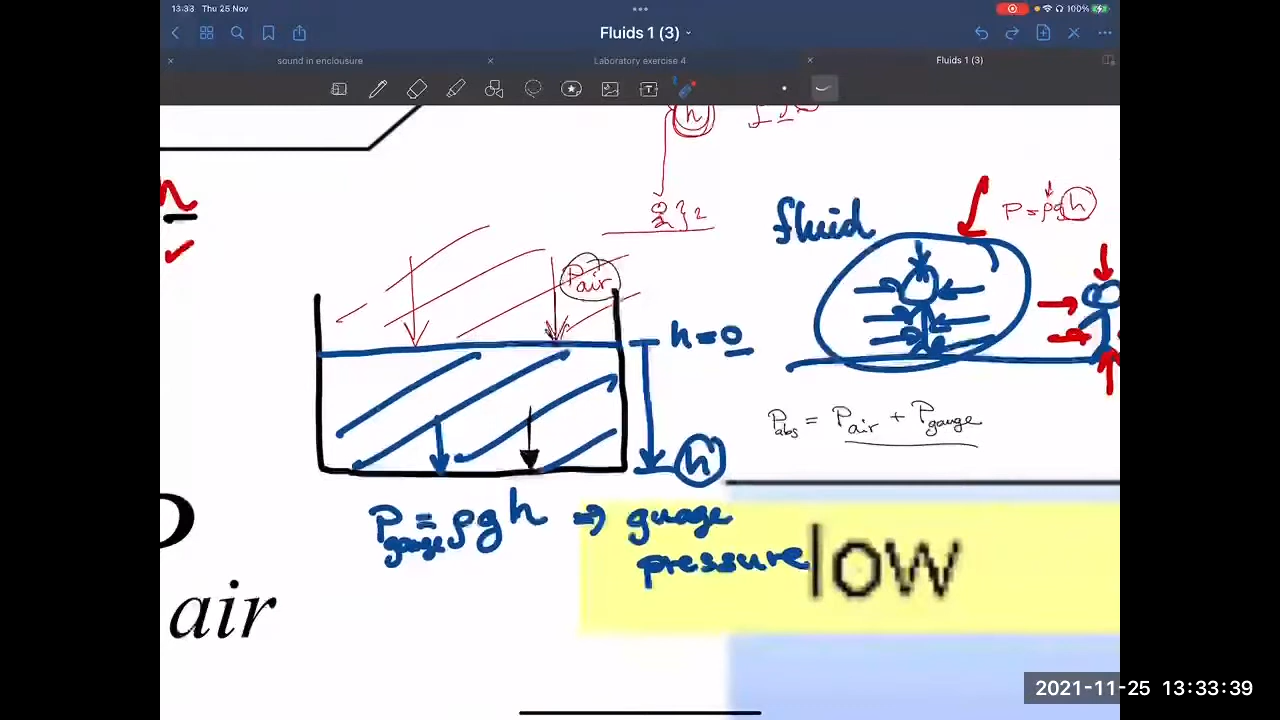 13:33 Thu 25 Nov
100%
Fluids 1 (3)
sound in enclousure
Laboratory exercise 4
Fluids 1 (3)
h
fluid
P = ρgh
Pair
h = 0
Pabs = Pair + Pgauge
h
Pgauge = ρgh ⇒ guage
pressure
low
air
2021-11-25 13:33:39